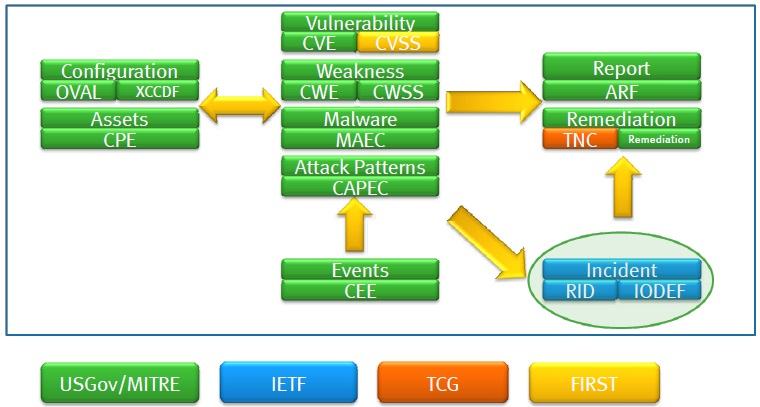 Vulnerability
CVE CVSS
Configuration
OVAL XCCDF
Assets
CPE
Weakness
CWE CWSS
Malware
MAEC
Attack Patterns
CAPEC
Events
CEE
Report
ARF
Remediation
TNC Remediation
Incident
RID IODEF
USGov/MITRE IETF TCG FIRST